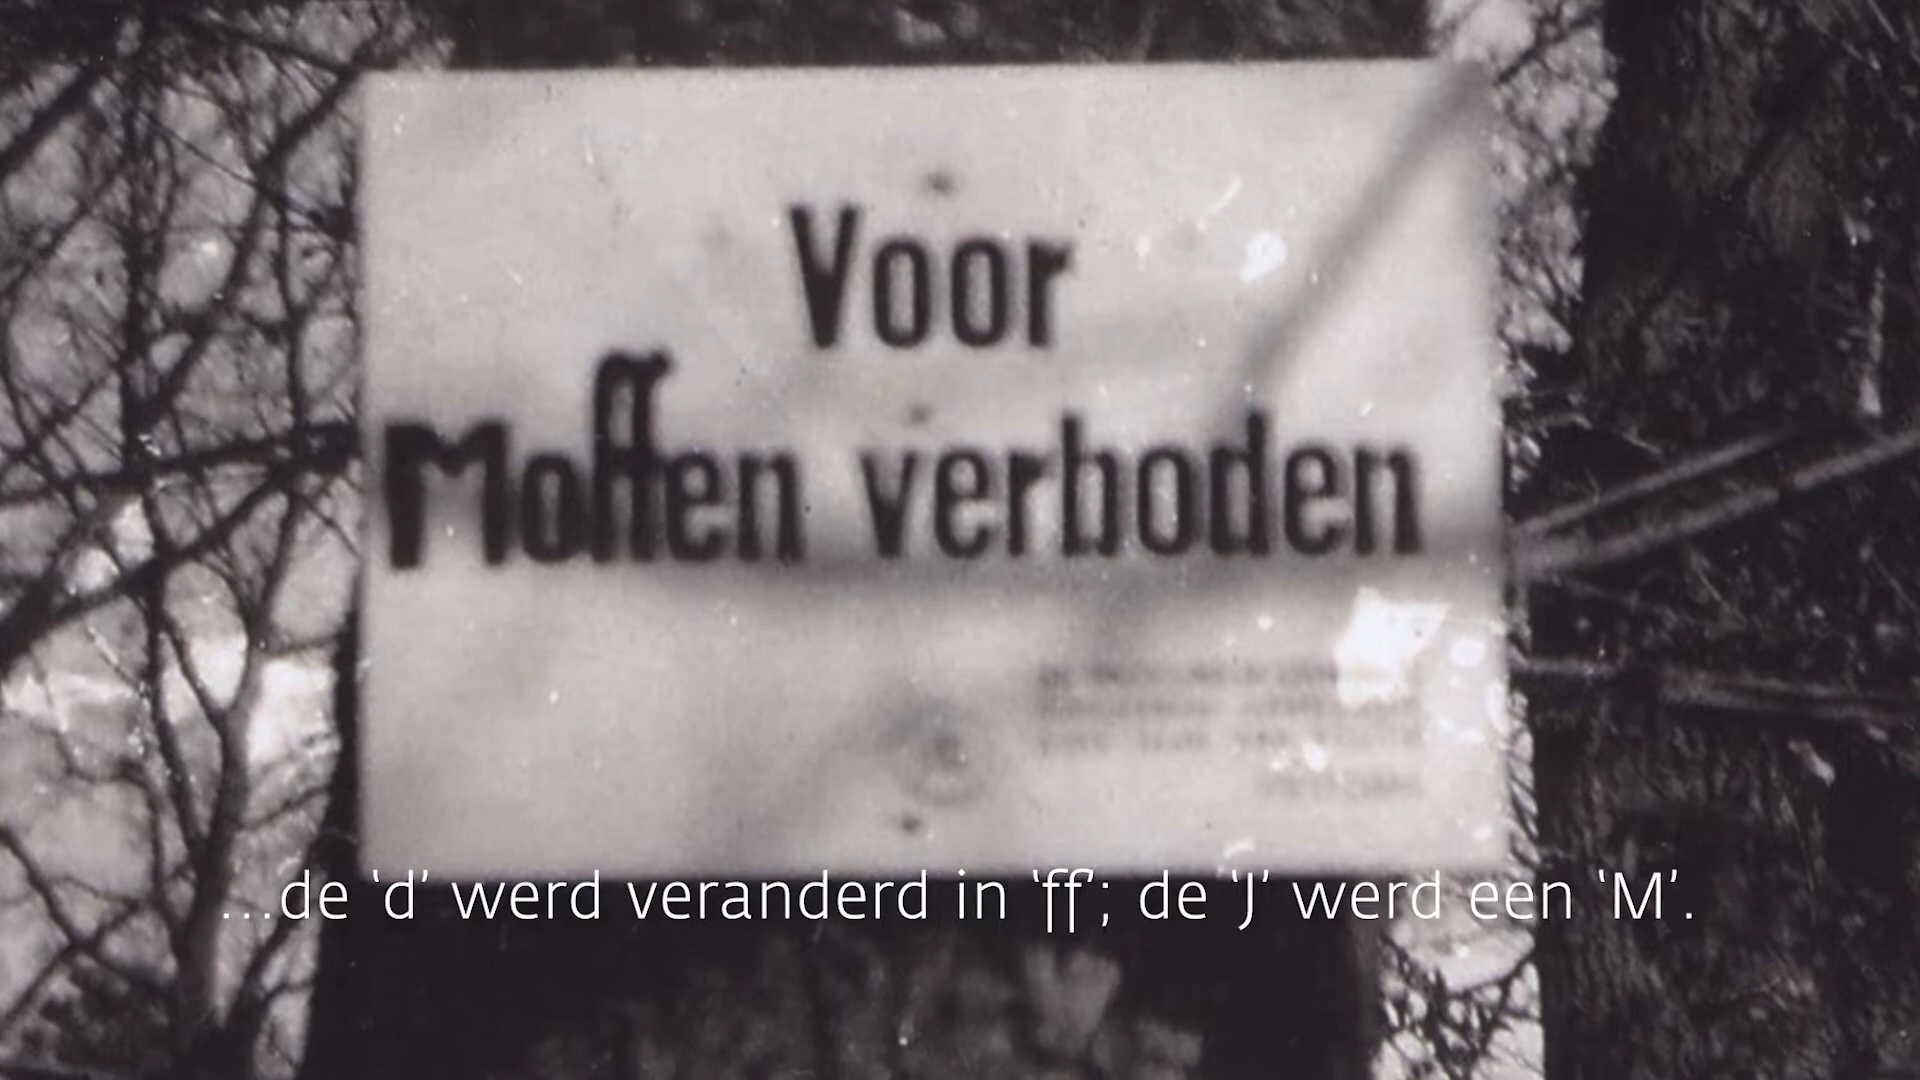 Voor
Moffen verboden
...de ‘d’ werd veranderd in ‘ff’; de ‘J’ werd een ‘M’.